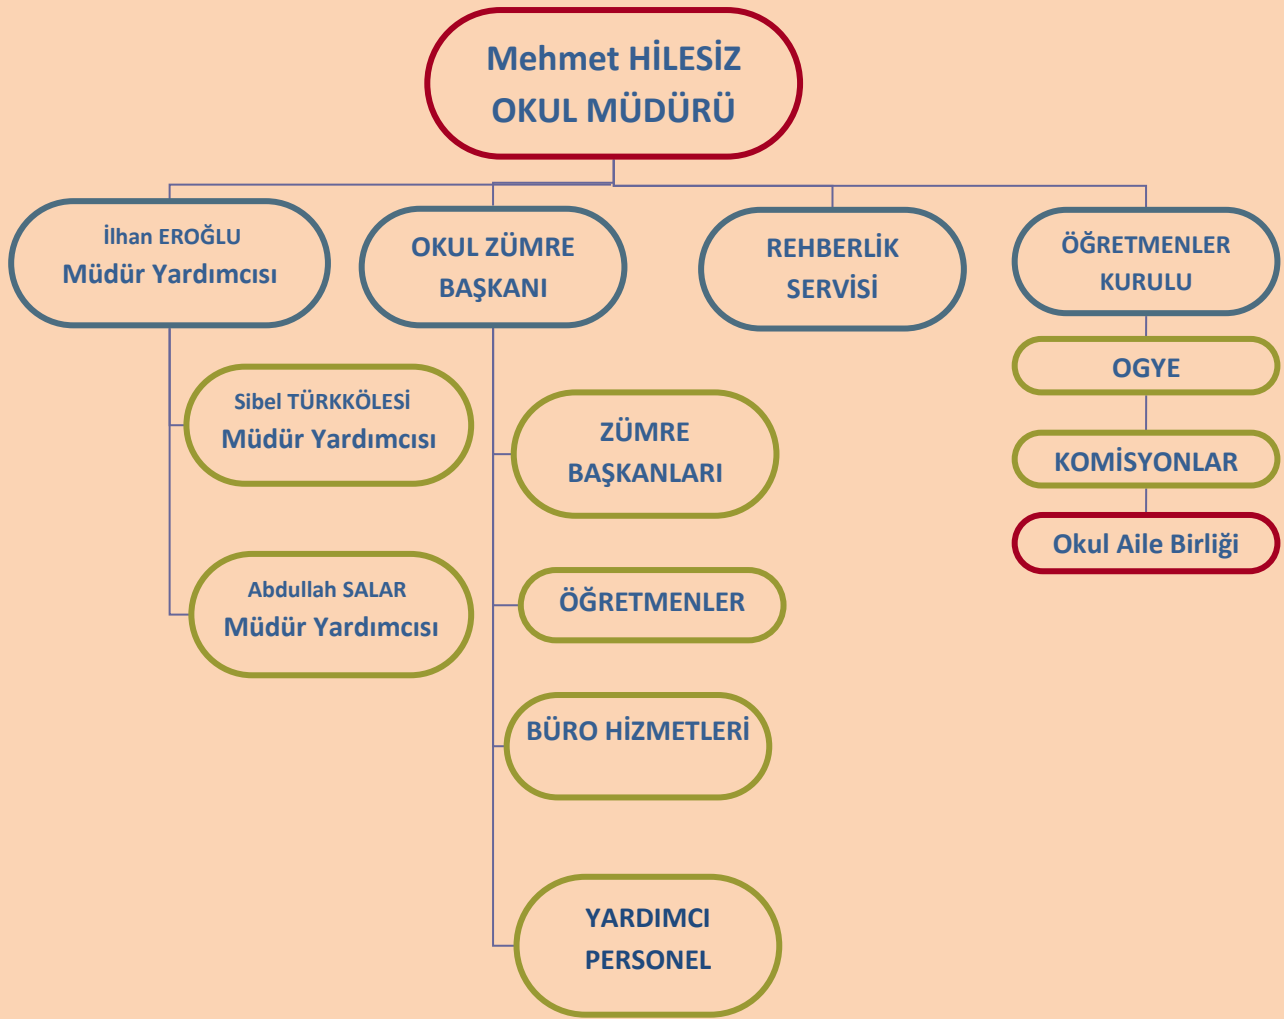 Mehmet HİLESİZ
OKUL MÜDÜRÜ
İlhan EROĞLU
Müdür Yardımcısı
OKUL ZÜMRE
BAŞKANI
REHBERLİK
SERVİSİ
ÖĞRETMENLER
KURULU
Sibel TÜRKKÖLESİ
Müdür Yardımcısı
Abdullah SALAR
Müdür Yardımcısı
ZÜMRE
BAŞKANLARI
ÖĞRETMENLER
BÜRO HİZMETLERİ
YARDIMCI
PERSONEL
OGYE
KOMİSYONLAR
Okul Aile Birliği